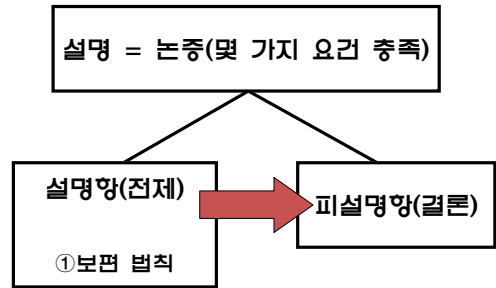 설명 = 논증(몇 가지 요건 충족)
설명항(전제)
①보편 법칙
피설명항(결론)